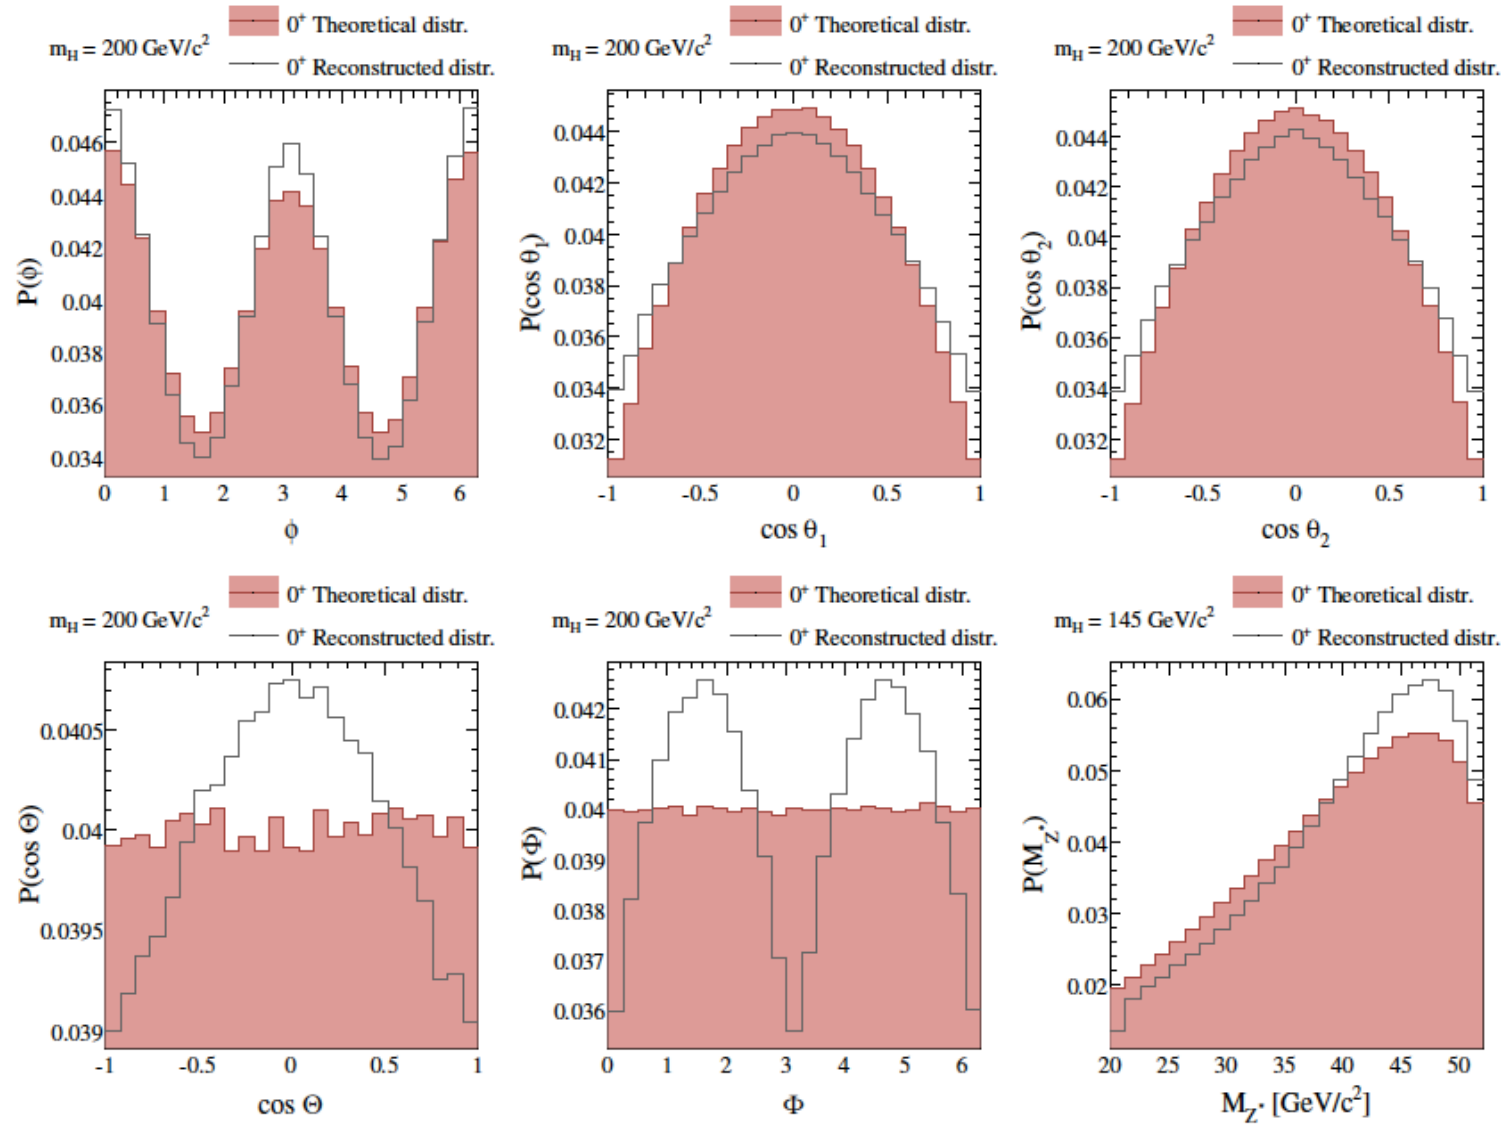 0⁺ Theoretical distr.
m_H = 200 GeV/c²
0⁺ Reconstructed distr.
P(ϕ)
0.046
0.044
0.042
0.04
0.038
0.036
0.034
0 1 2 3 4 5 6
ϕ
0⁺ Theoretical distr.
m_H = 200 GeV/c²
0⁺ Reconstructed distr.
P(cos θ₁)
0.044
0.042
0.04
0.038
0.036
0.034
0.032
-1 -0.5 0 0.5 1
cos θ₁
0⁺ Theoretical distr.
m_H = 200 GeV/c²
0⁺ Reconstructed distr.
P(cos θ₂)
0.044
0.042
0.04
0.038
0.036
0.034
0.032
-1 -0.5 0 0.5 1
cos θ₂
0⁺ Theoretical distr.
m_H = 200 GeV/c²
0⁺ Reconstructed distr.
P(cos Θ)
0.0405
0.04
0.0395
0.039
-1 -0.5 0 0.5 1
cos Θ
0⁺ Theoretical distr.
m_H = 200 GeV/c²
0⁺ Reconstructed distr.
P(Φ)
0.042
0.041
0.04
0.039
0.038
0.037
0.036
0 1 2 3 4 5 6
Φ
0⁺ Theoretical distr.
m_H = 145 GeV/c²
0⁺ Reconstructed distr.
P(M_Z*)
0.06
0.05
0.04
0.03
0.02
20 25 30 35 40 45 50
M_Z* [GeV/c²]